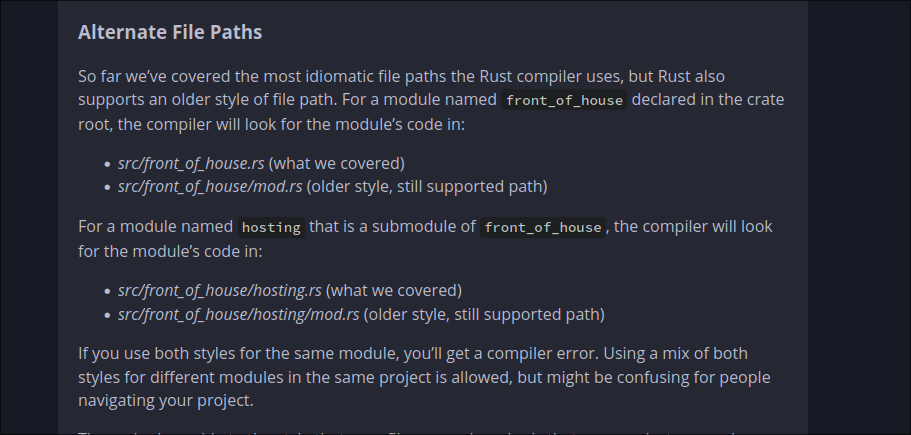 Alternate File Paths
So far we’ve covered the most idiomatic file paths the Rust compiler uses, but Rust also
supports an older style of file path. For a module named front_of_house declared in the crate
root, the compiler will look for the module’s code in:
• src/front_of_house.rs (what we covered)
• src/front_of_house/mod.rs (older style, still supported path)
For a module named hosting that is a submodule of front_of_house, the compiler will look
for the module’s code in:
• src/front_of_house/hosting.rs (what we covered)
• src/front_of_house/hosting/mod.rs (older style, still supported path)
If you use both styles for the same module, you’ll get a compiler error. Using a mix of both
styles for different modules in the same project is allowed, but might be confusing for people
navigating your project.